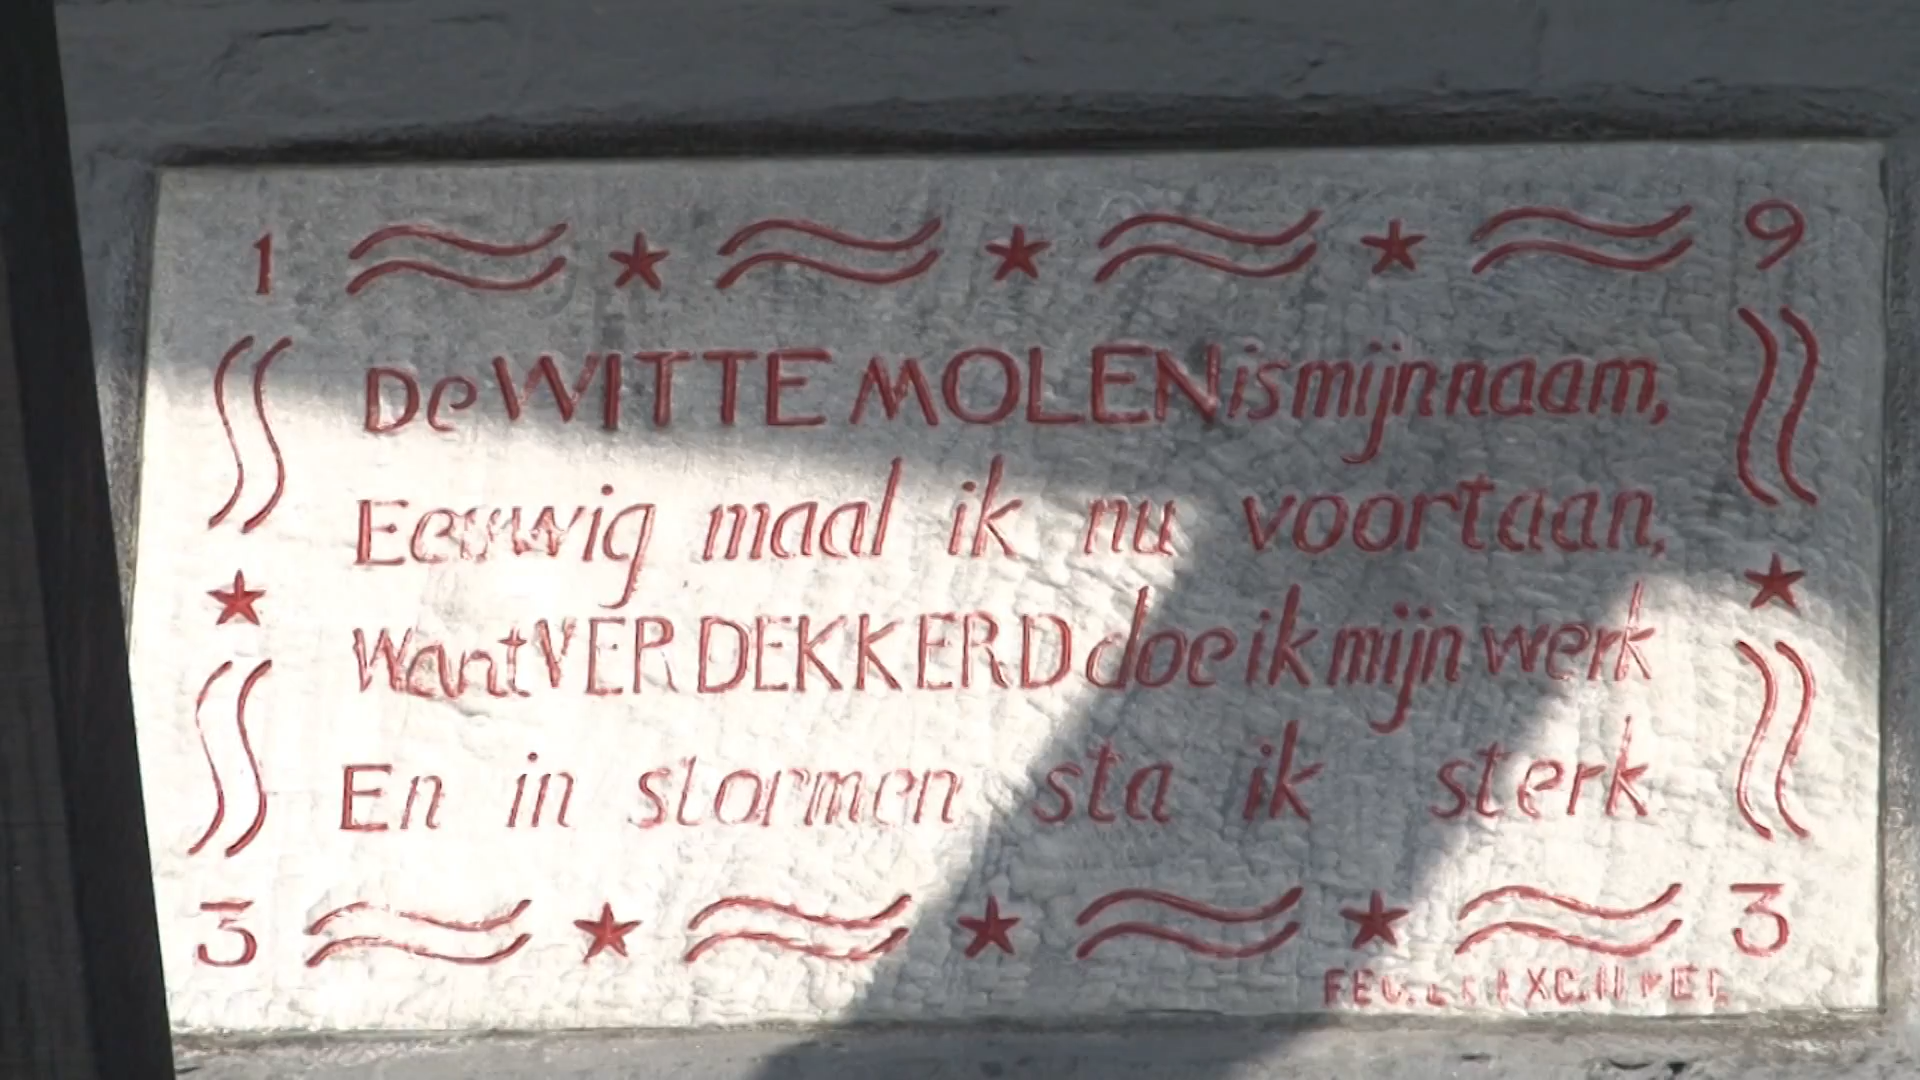 1 9
De WITTE MOLEN is mijn naam,
Eeuwig maal ik nu voortaan,
Want VERDEKKERD doe ik mijn werk
En in stormen sta ik sterk.
3 3